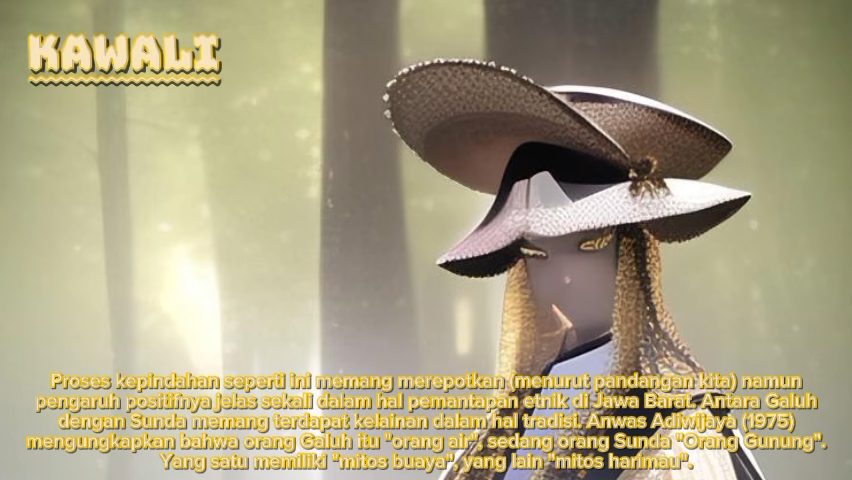 KAWALI
Proses kepindahan seperti ini memang merepotkan (menurut pandangan kita) namun
pengaruh positifnya jelas sekali dalam hal pemantapan etnik di Jawa Barat. Antara Galuh
dengan Sunda memang terdapat kelainan dalam hal tradisi. Anwas Adiwijaya (1975)
mengungkapkan bahwa orang Galuh itu "orang air", sedang orang Sunda "Orang Gunung".
Yang satu memiliki "mitos buaya", yang lain "mitos harimau".